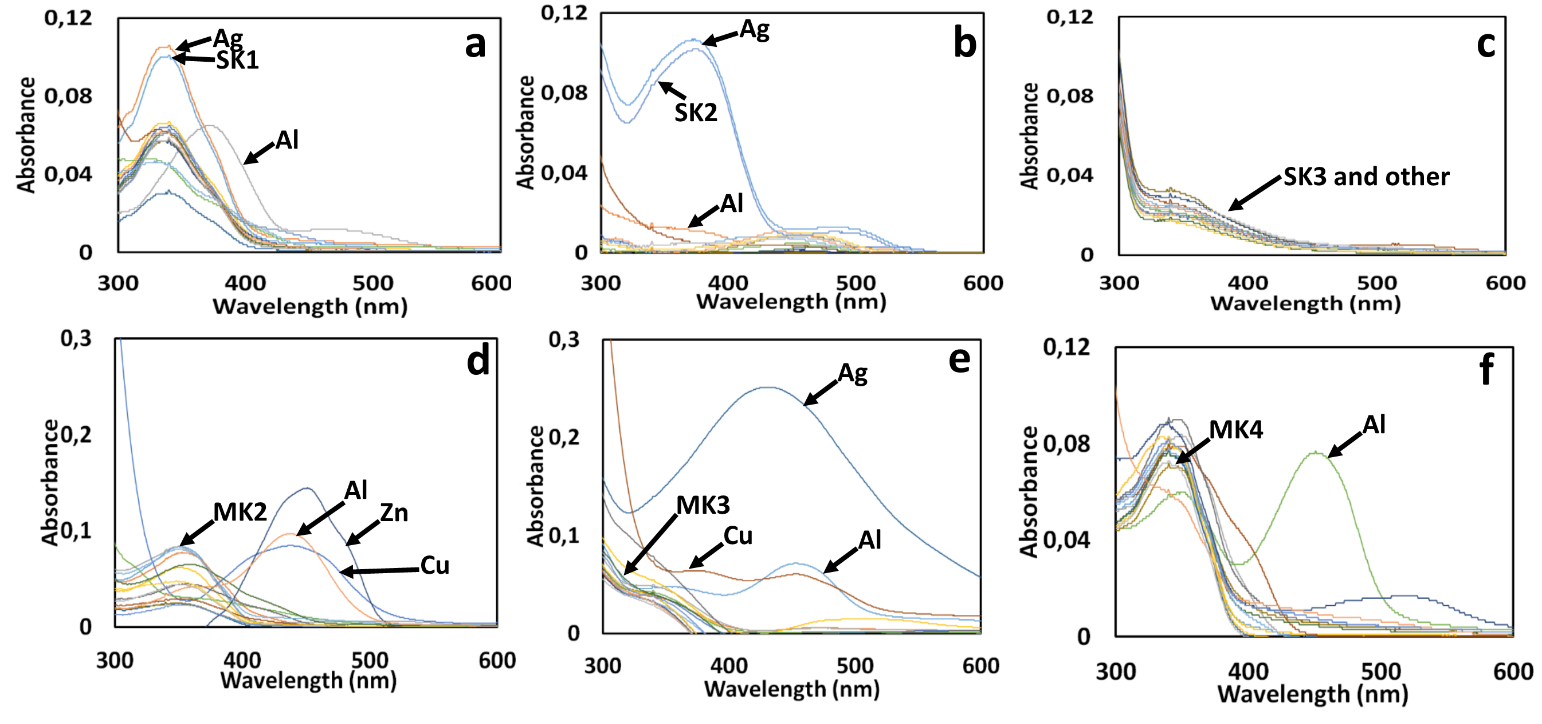 0,12
0,08
0,04
0
Absorbance
a
Ag
SK1
Al
300 400 500 600
Wavelength (nm)
0,12
0,08
0,04
0
Absorbance
b
Ag
SK2
Al
300 400 500 600
Wavelength (nm)
0,12
0,08
0,04
0
Absorbance
c
SK3 and other
300 400 500 600
Wavelength (nm)
0,3
0,2
0,1
0
Absorbance
d
MK2
Al
Zn
Cu
300 400 500 600
Wavelength (nm)
0,3
0,2
0,1
0
Absorbance
e
Ag
MK3
Cu
Al
300 400 500 600
Wavelength (nm)
0,12
0,08
0,04
0
Absorbance
f
MK4
Al
300 400 500 600
Wavelength (nm)